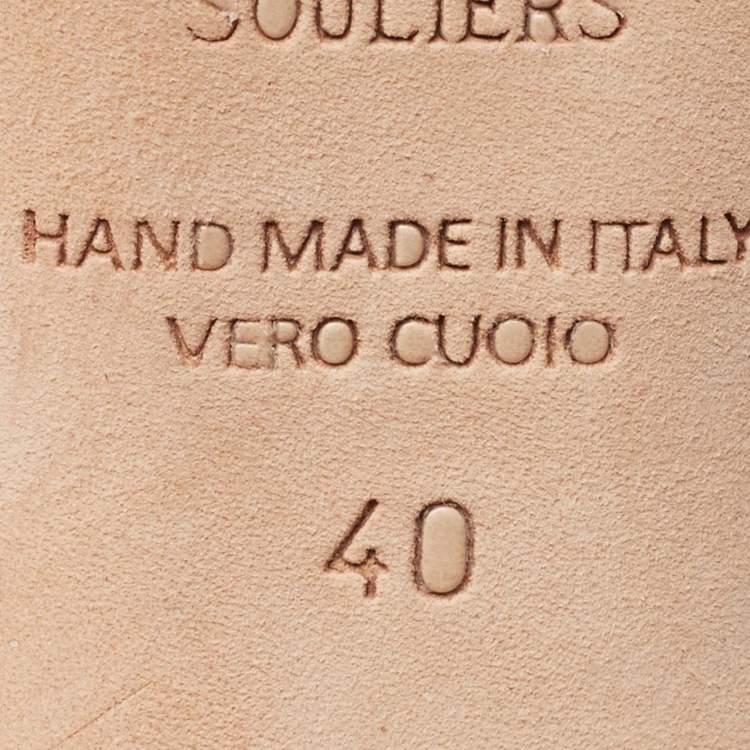 SOULIERS
HAND MADE IN ITALY
VERO CUOIO
40